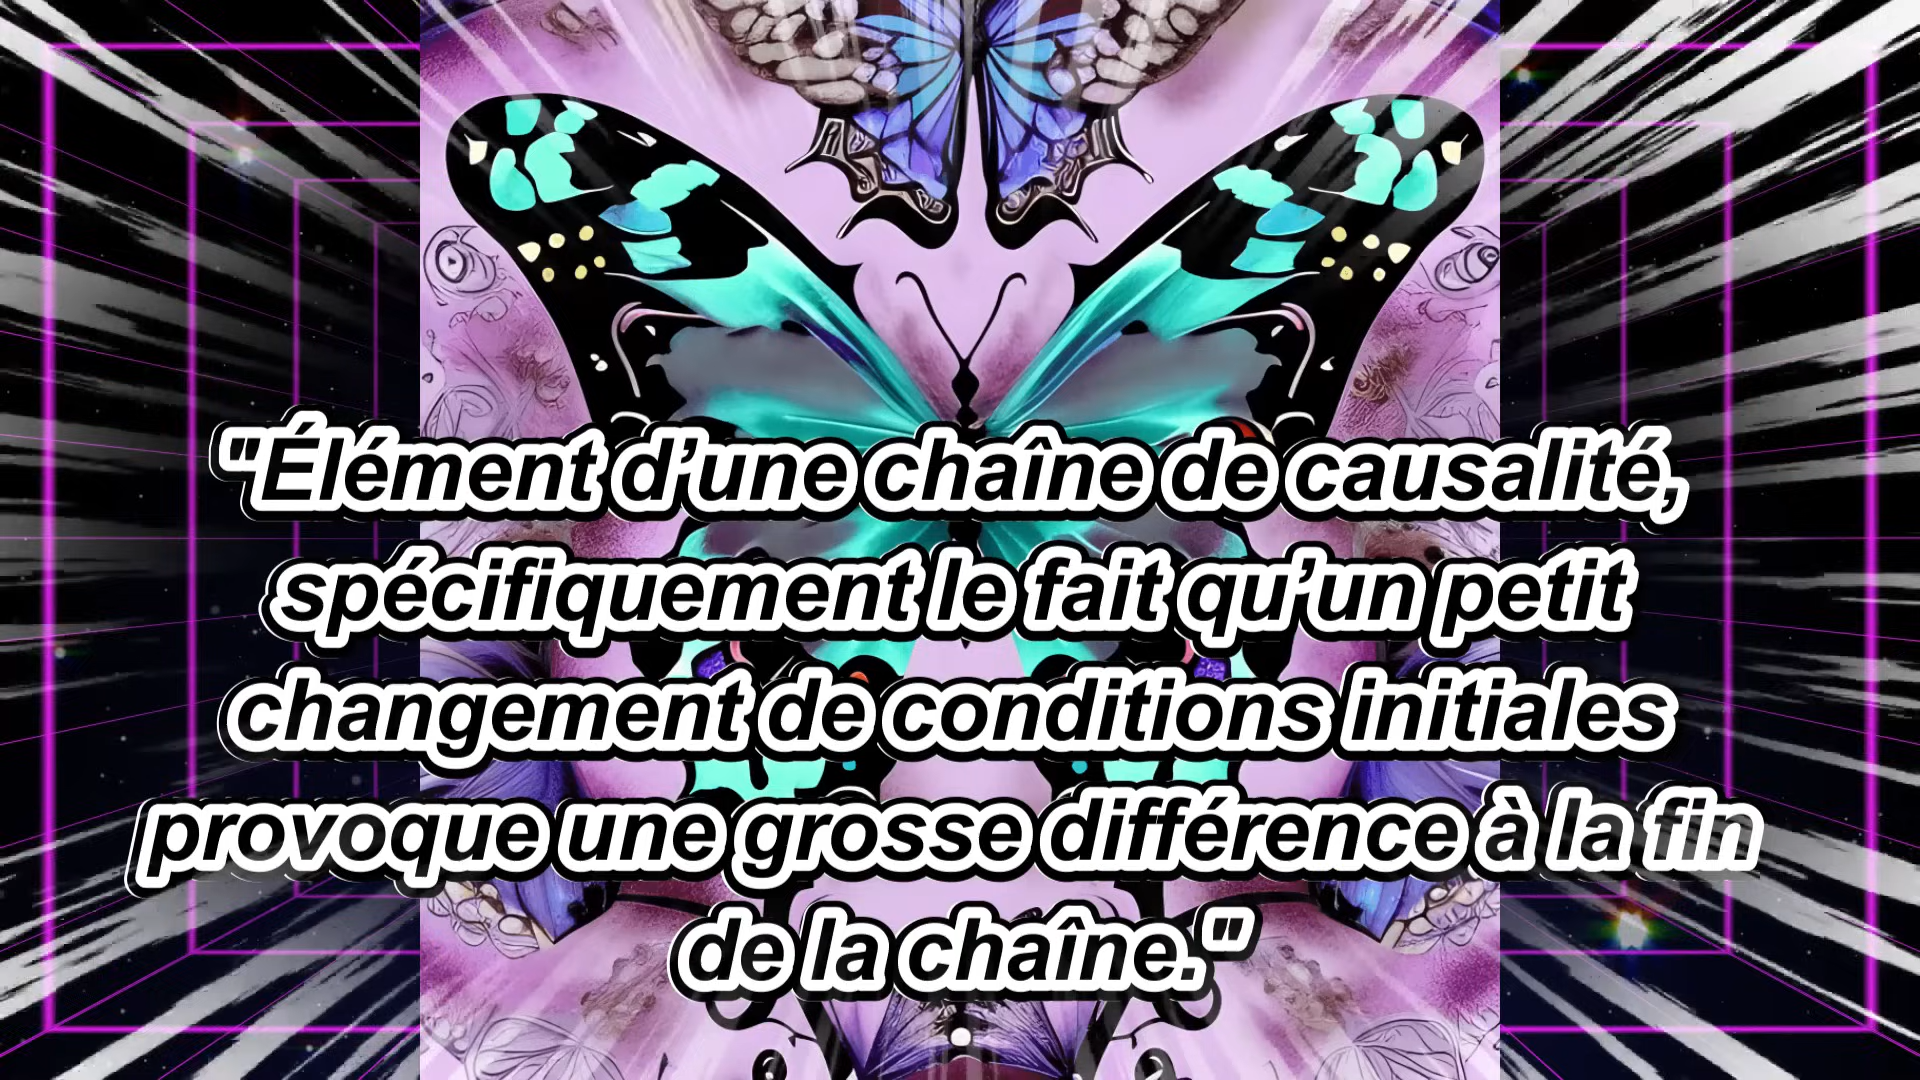 "Élément d’une chaîne de causalité,
spécifiquement le fait qu’un petit
changement de conditions initiales
provoque une grosse différence à la fin
de la chaîne."